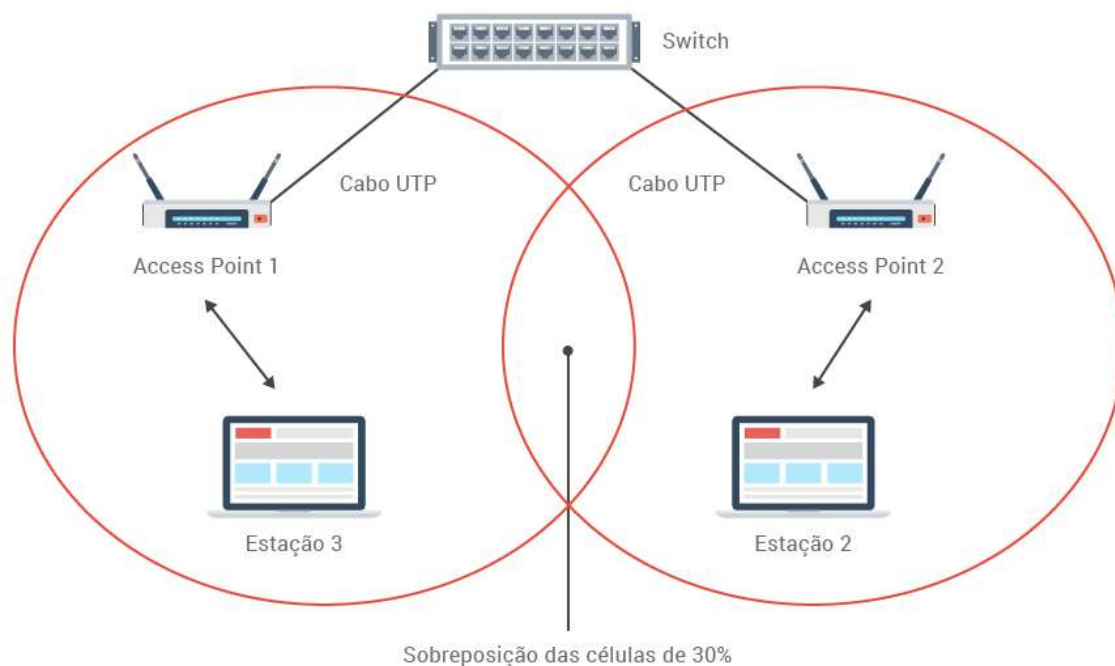 Switch
Cabo UTP
Cabo UTP
Access Point 1
Access Point 2
Estação 3
Estação 2
Sobreposição das células de 30%